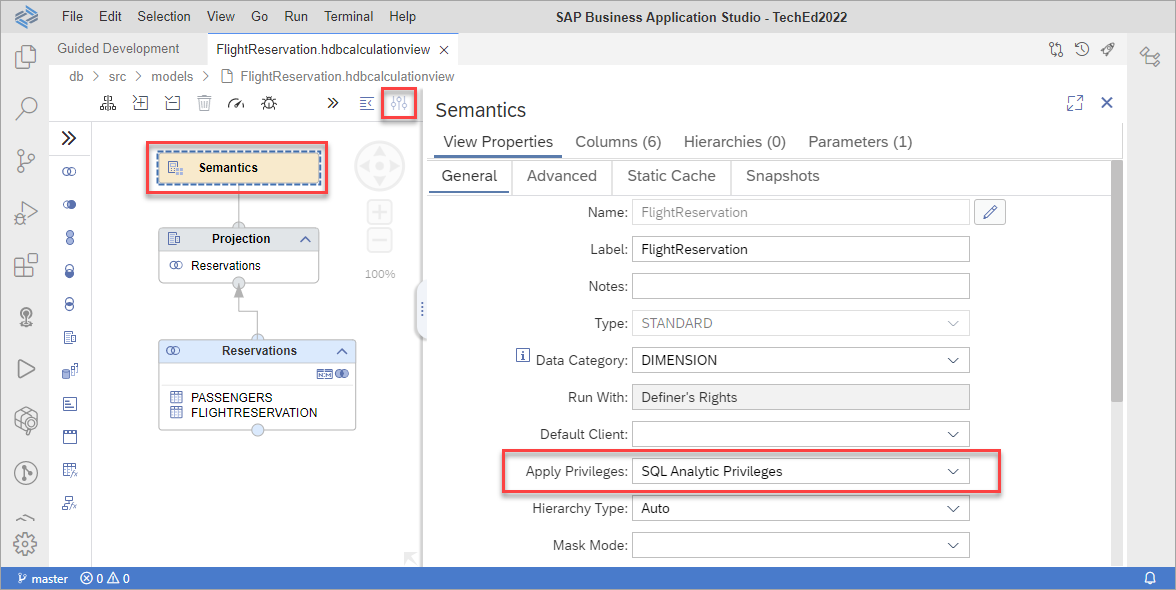 File Edit Selection View Go Run Terminal Help SAP Business Application Studio - TechEd2022
Guided Development FlightReservation.hdbcalculationview ×
db > src > models > FlightReservation.hdbcalculationview
Semantics
Projection
Reservations
100%
Reservations
N:M
PASSENGERS
FLIGHTRESERVATION
Semantics
View Properties Columns (6) Hierarchies (0) Parameters (1)
General Advanced Static Cache Snapshots
Name: FlightReservation
Label: FlightReservation
Notes:
Type: STANDARD
i Data Category: DIMENSION
Run With: Definer's Rights
Default Client:
Apply Privileges: SQL Analytic Privileges
Hierarchy Type: Auto
Mask Mode:
master 0 0